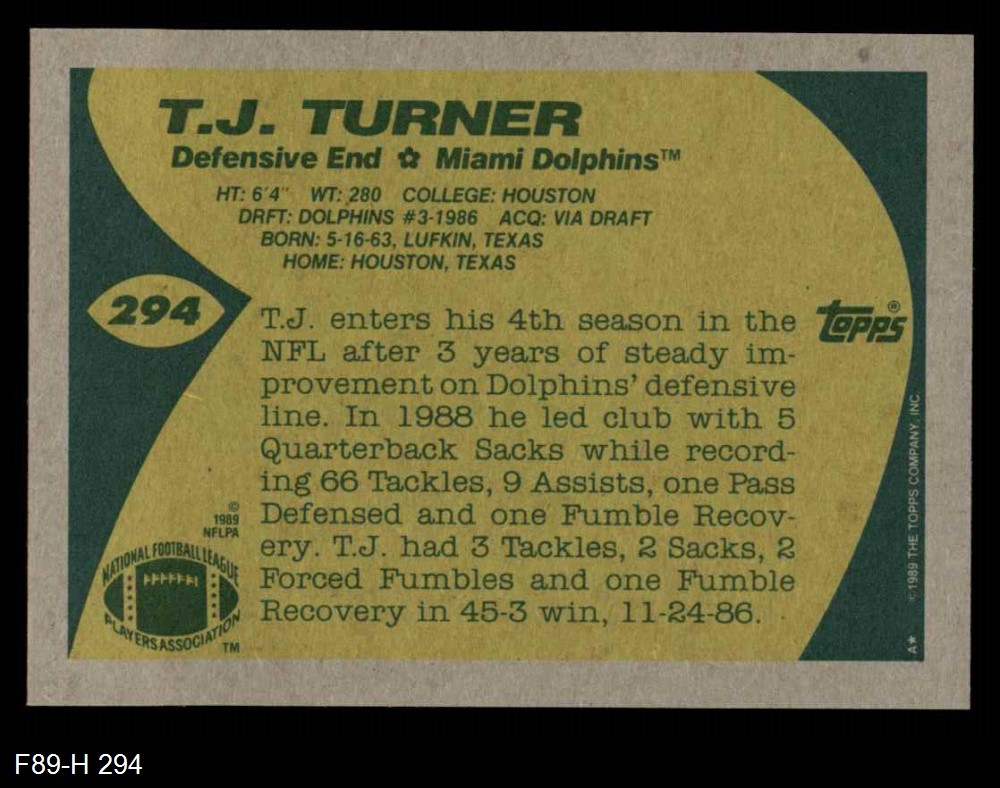 T.J. TURNER
Defensive End ✿ Miami Dolphins™
HT: 6'4" WT: 280 COLLEGE: HOUSTON
DRFT: DOLPHINS #3-1986 ACQ: VIA DRAFT
BORN: 5-16-63, LUFKIN, TEXAS
HOME: HOUSTON, TEXAS
294
T.J. enters his 4th season in the
NFL after 3 years of steady im-
provement on Dolphins' defensive
line. In 1988 he led club with 5
Quarterback Sacks while record-
ing 66 Tackles, 9 Assists, one Pass
Defensed and one Fumble Recov-
ery. T.J. had 3 Tackles, 2 Sacks, 2
Forced Fumbles and one Fumble
Recovery in 45-3 win, 11-24-86.
topps®
©
1989
NFLPA
NATIONAL FOOTBALL LEAGUE
PLAYERS ASSOCIATION
TM
©1989 THE TOPPS COMPANY, INC.
A*
F89-H 294